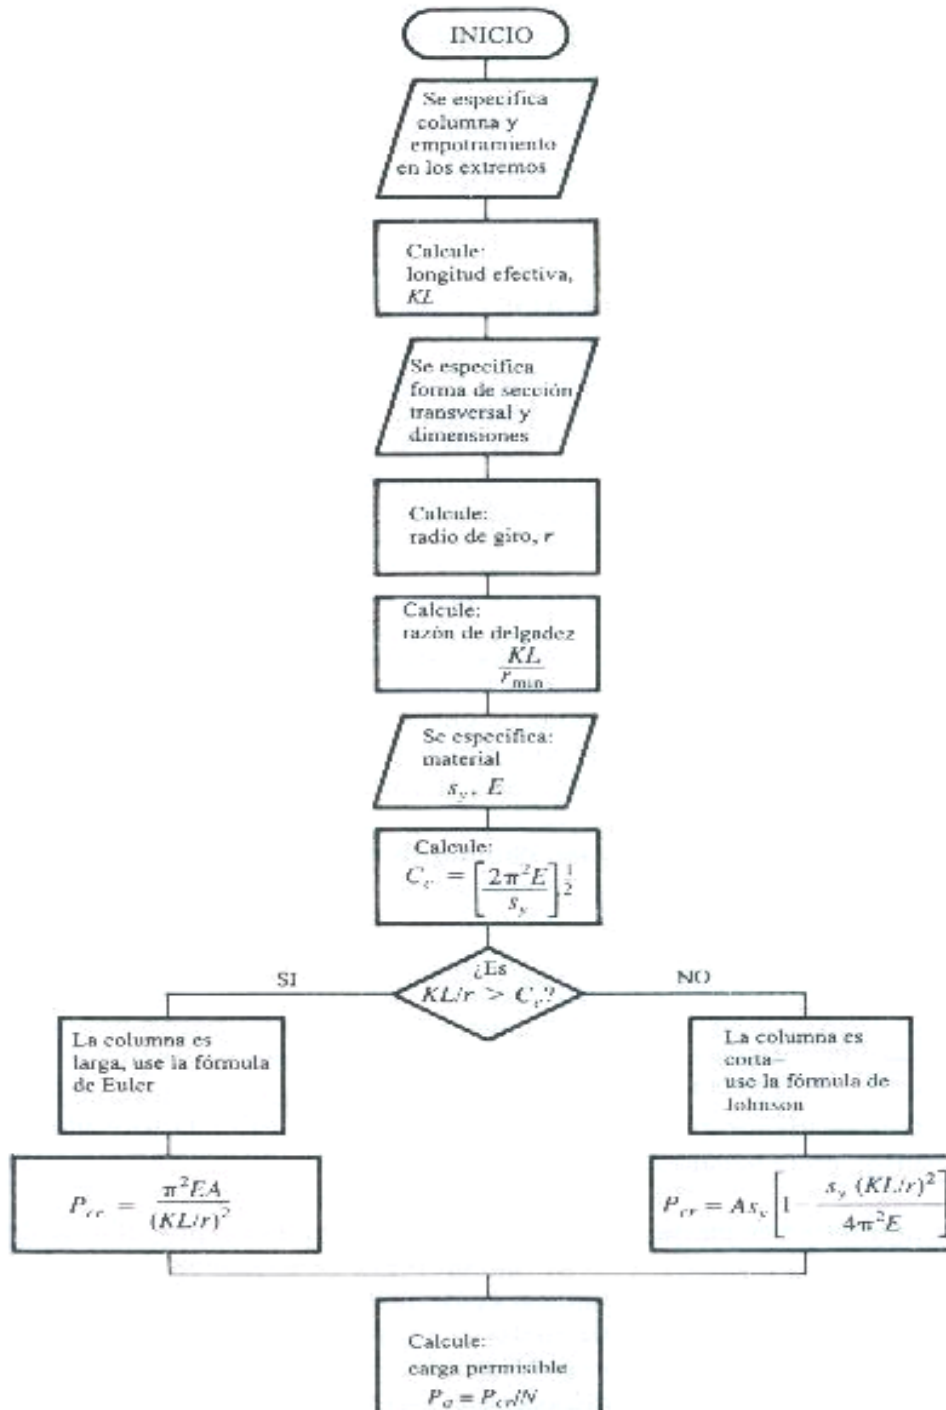 INICIO
Se especifica
columna y
empotramiento
en los extremos
Calcule:
longitud efectiva,
KL
Se especifica
forma de sección
transversal y
dimensiones
Calcule:
radio de giro, r
Calcule:
razón de delgadez
KL
r_min
Se especifica:
material
s_y, E
Calcule:
C_c = [2π²E / s_y]^1/2
¿Es
KL/r > C_c?
SI
NO
La columna es
larga, use la fórmula
de Euler
La columna es
corta–
use la fórmula de
Johnson
P_cr = π²EA / (KL/r)²
P_cr = As_y [1 – s_y (KL/r)² / 4π²E]
Calcule:
carga permisible
P_a = P_cr/N